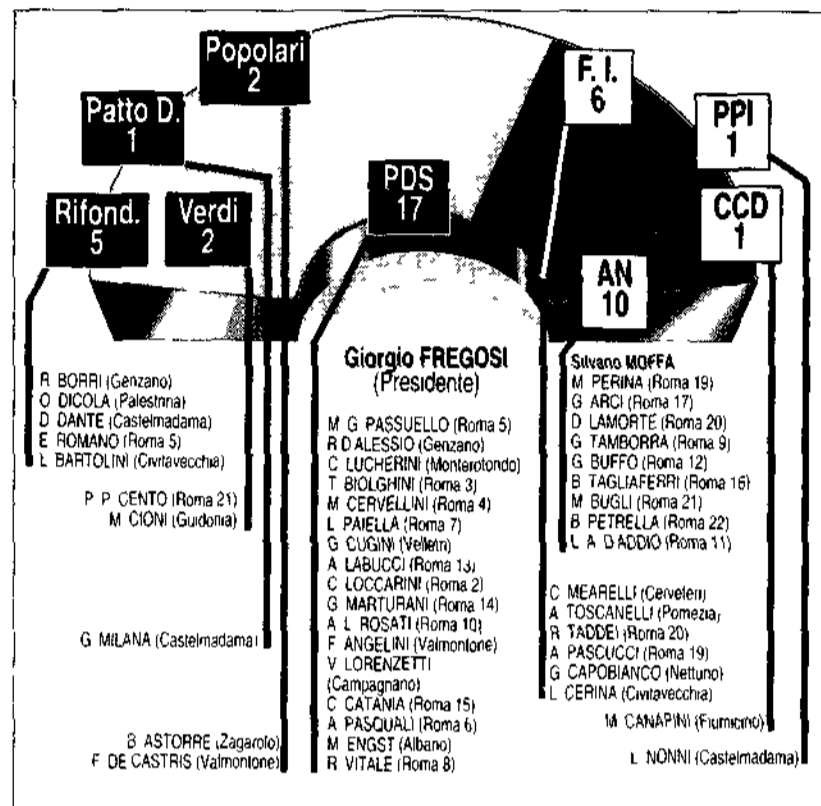 Popolari
2
Patto D.
1
Rifond.
5
Verdi
2
PDS
17
F. I.
6
PPI
1
CCD
1
AN
10
R BORRI (Genzano)
O DICOLA (Palestrina)
D DANTE (Castelmadama)
E ROMANO (Roma 5)
L BARTOLINI (Civitavecchia)
P P CENTO (Roma 21)
M CIONI (Guidonia)
G MILANA (Castelmadama)
B ASTORRE (Zagarolo)
F DE CASTRIS (Valmontone)
Giorgio FREGOSI
(Presidente)
M G PASSUELLO (Roma 5)
R D ALESSIO (Genzano)
C LUCHERINI (Monterotondo)
T BIOLGHINI (Roma 3)
M CERVELLINI (Roma 4)
L PAIELLA (Roma 7)
G CUGINI (Velletri)
A LABUCCI (Roma 13)
C LOCCARINI (Roma 2)
G MARTURANI (Roma 14)
A L ROSATI (Roma 10)
F ANGELINI (Valmontone)
V LORENZETTI
(Campagnano)
C CATANIA (Roma 15)
A PASQUALI (Roma 6)
M ENGST (Albano)
R VITALE (Roma 8)
Silvano MOFFA
M PERINA (Roma 19)
G ARCI (Roma 17)
D LAMORTE (Roma 20)
G TAMBORRA (Roma 9)
G BUFFO (Roma 12)
B TAGLIAFERRI (Roma 16)
M BUGLI (Roma 21)
B PETRELLA (Roma 22)
L A D ADDIO (Roma 11)
C MEARELLI (Cerveteri)
A TOSCANELLI (Pomezia)
R TADDEI (Roma 20)
A PASCUCCI (Roma 19)
G CAPOBIANCO (Nettuno)
L CERINA (Civitavecchia)
M CANAPINI (Fiumicino)
L NONNI (Castelmadama)